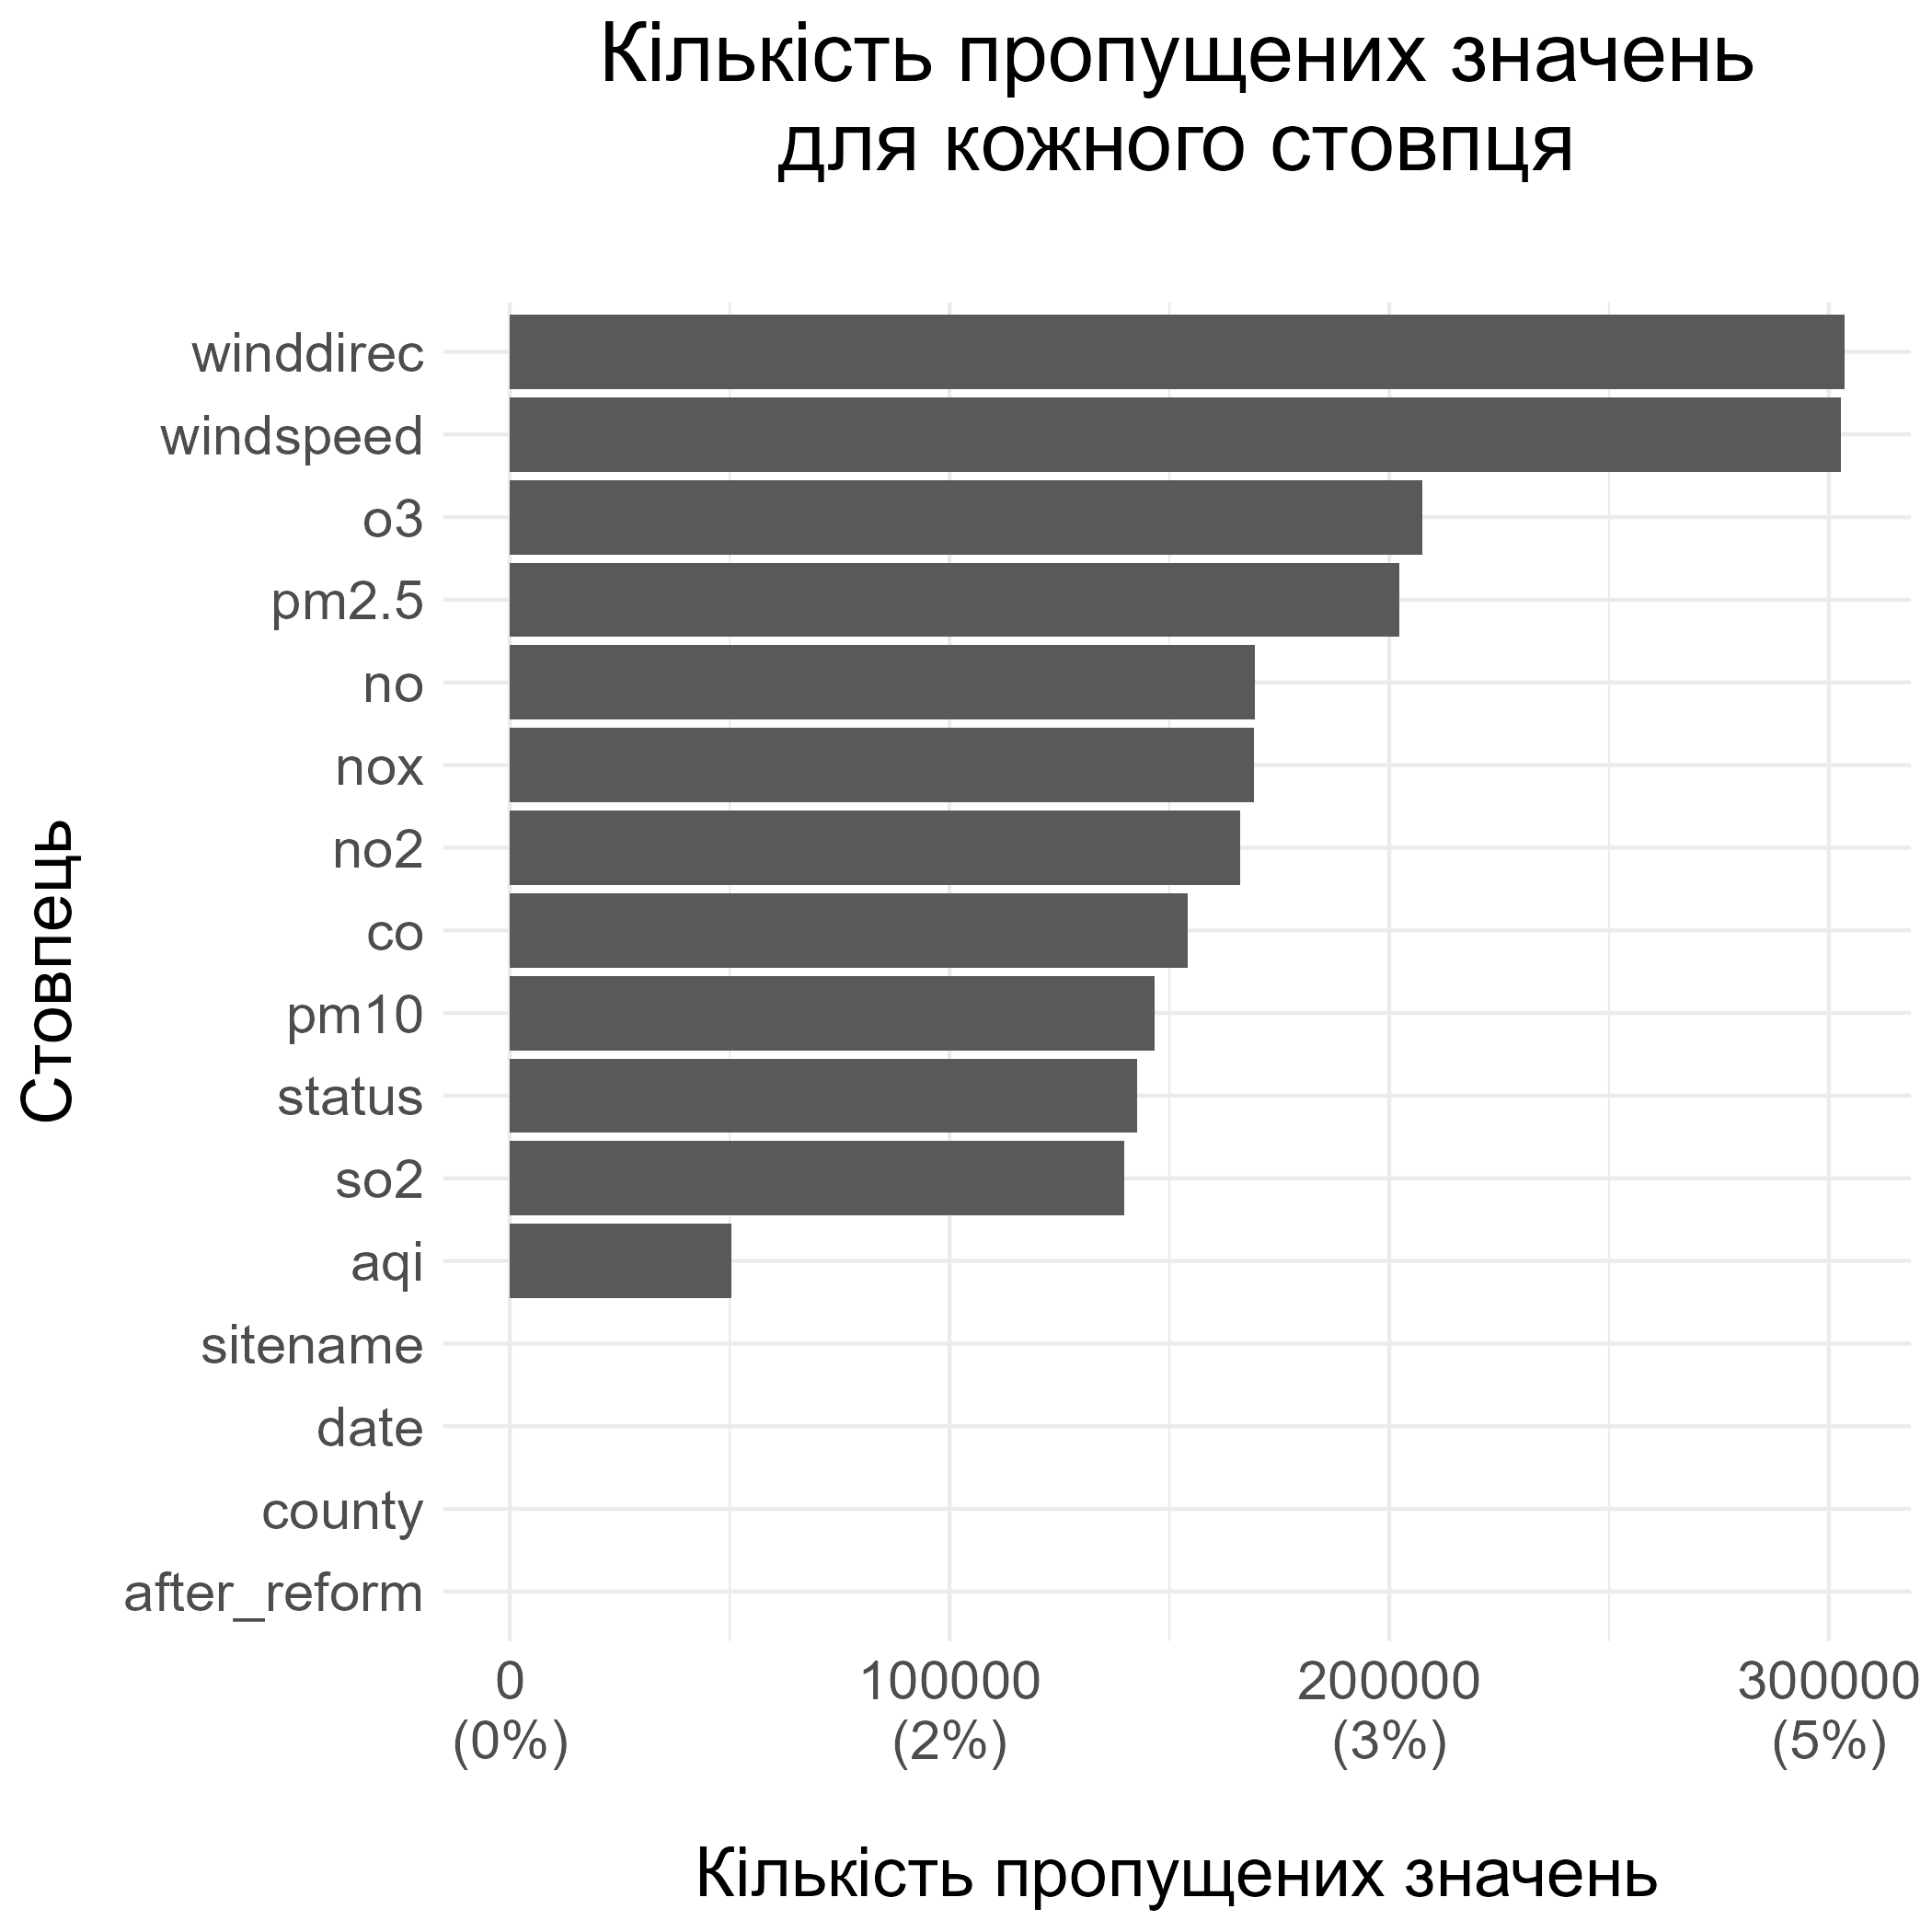 Кількість пропущених значень
для кожного стовпця
Стовпець
winddirec
windspeed
o3
pm2.5
no
nox
no2
co
pm10
status
so2
aqi
sitename
date
county
after_reform
0 100000 200000 300000
(0%) (2%) (3%) (5%)
Кількість пропущених значень